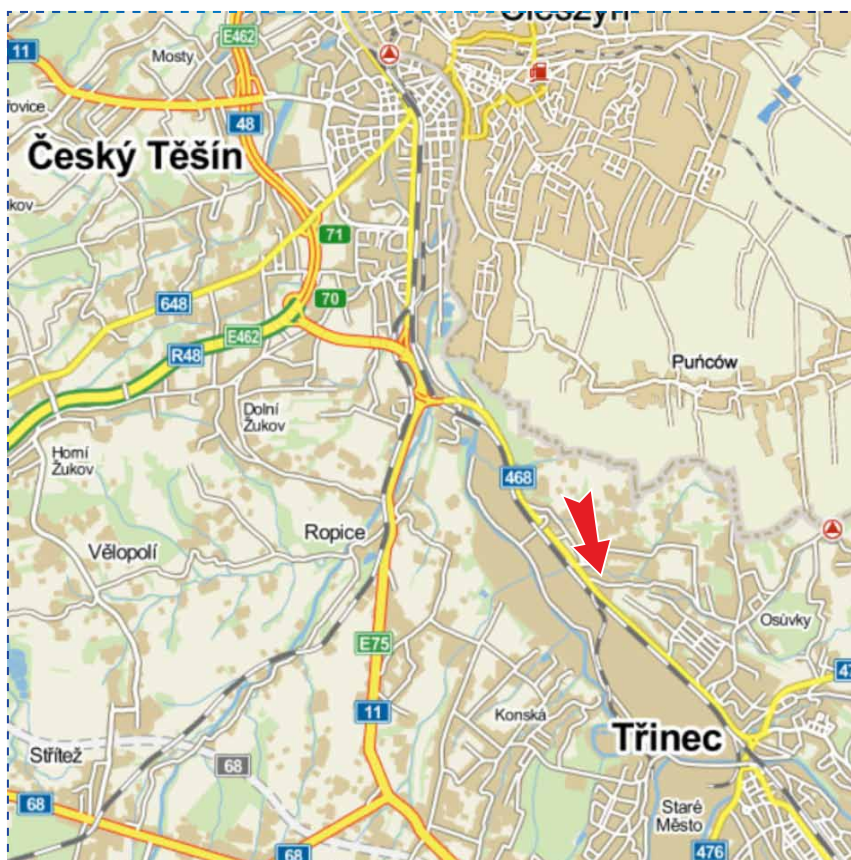 Cieszyn
E462
11
Mosty
48
Český Těšín
71
70
648
E462
R48
Puńców
Dolní
Žukov
Horní
Žukov
468
Ropice
Vělopolí
Osůvky
E75
11
Konská
Třinec
Střítež
68
68
Staré
Město
68
476